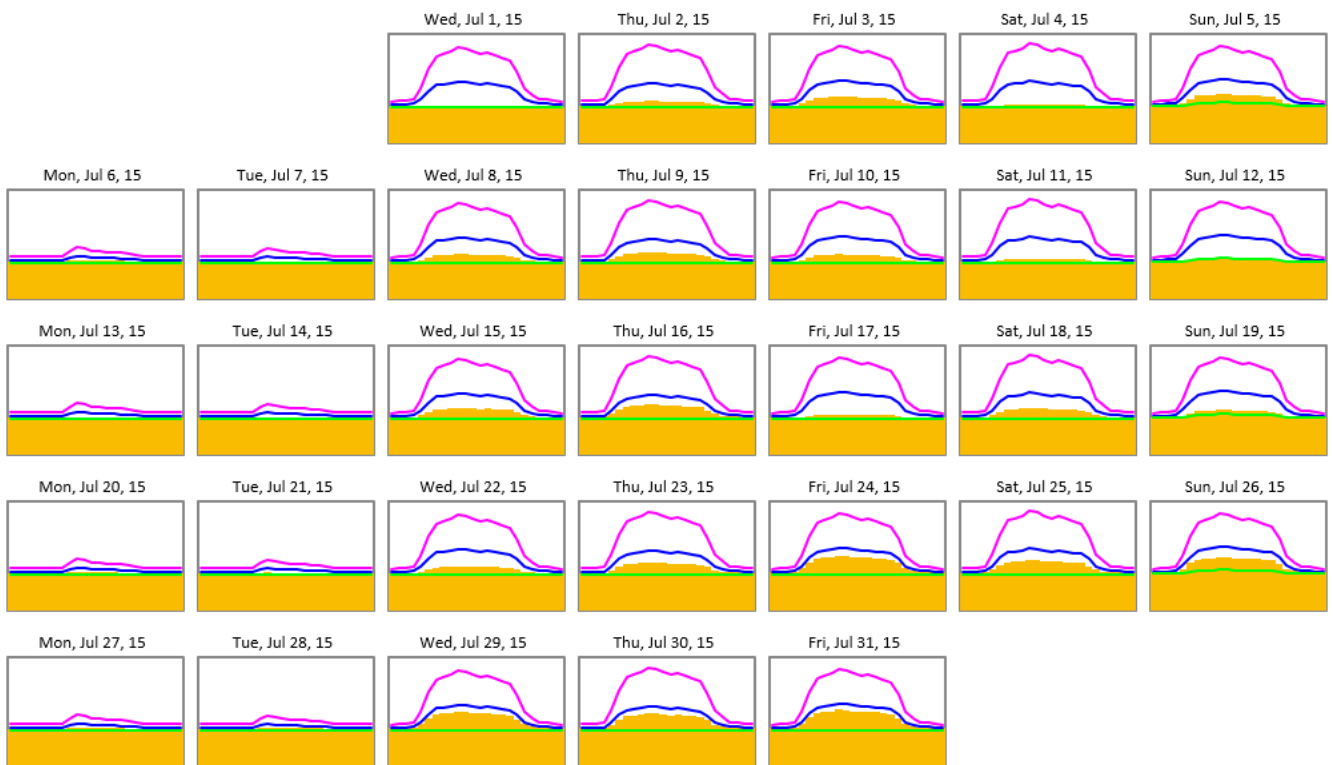 Wed, Jul 1, 15
Thu, Jul 2, 15
Fri, Jul 3, 15
Sat, Jul 4, 15
Sun, Jul 5, 15
Mon, Jul 6, 15
Tue, Jul 7, 15
Wed, Jul 8, 15
Thu, Jul 9, 15
Fri, Jul 10, 15
Sat, Jul 11, 15
Sun, Jul 12, 15
Mon, Jul 13, 15
Tue, Jul 14, 15
Wed, Jul 15, 15
Thu, Jul 16, 15
Fri, Jul 17, 15
Sat, Jul 18, 15
Sun, Jul 19, 15
Mon, Jul 20, 15
Tue, Jul 21, 15
Wed, Jul 22, 15
Thu, Jul 23, 15
Fri, Jul 24, 15
Sat, Jul 25, 15
Sun, Jul 26, 15
Mon, Jul 27, 15
Tue, Jul 28, 15
Wed, Jul 29, 15
Thu, Jul 30, 15
Fri, Jul 31, 15